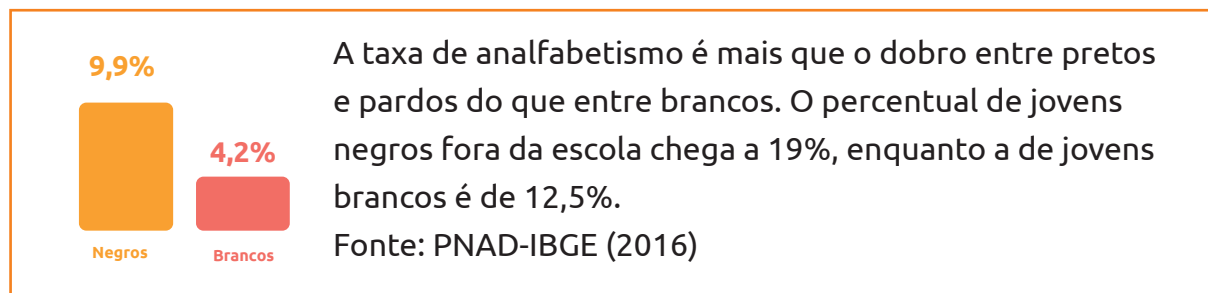 9,9%
4,2%
Negros
Brancos
A taxa de analfabetismo é mais que o dobro entre pretos
e pardos do que entre brancos. O percentual de jovens
negros fora da escola chega a 19%, enquanto a de jovens
brancos é de 12,5%.
Fonte: PNAD-IBGE (2016)